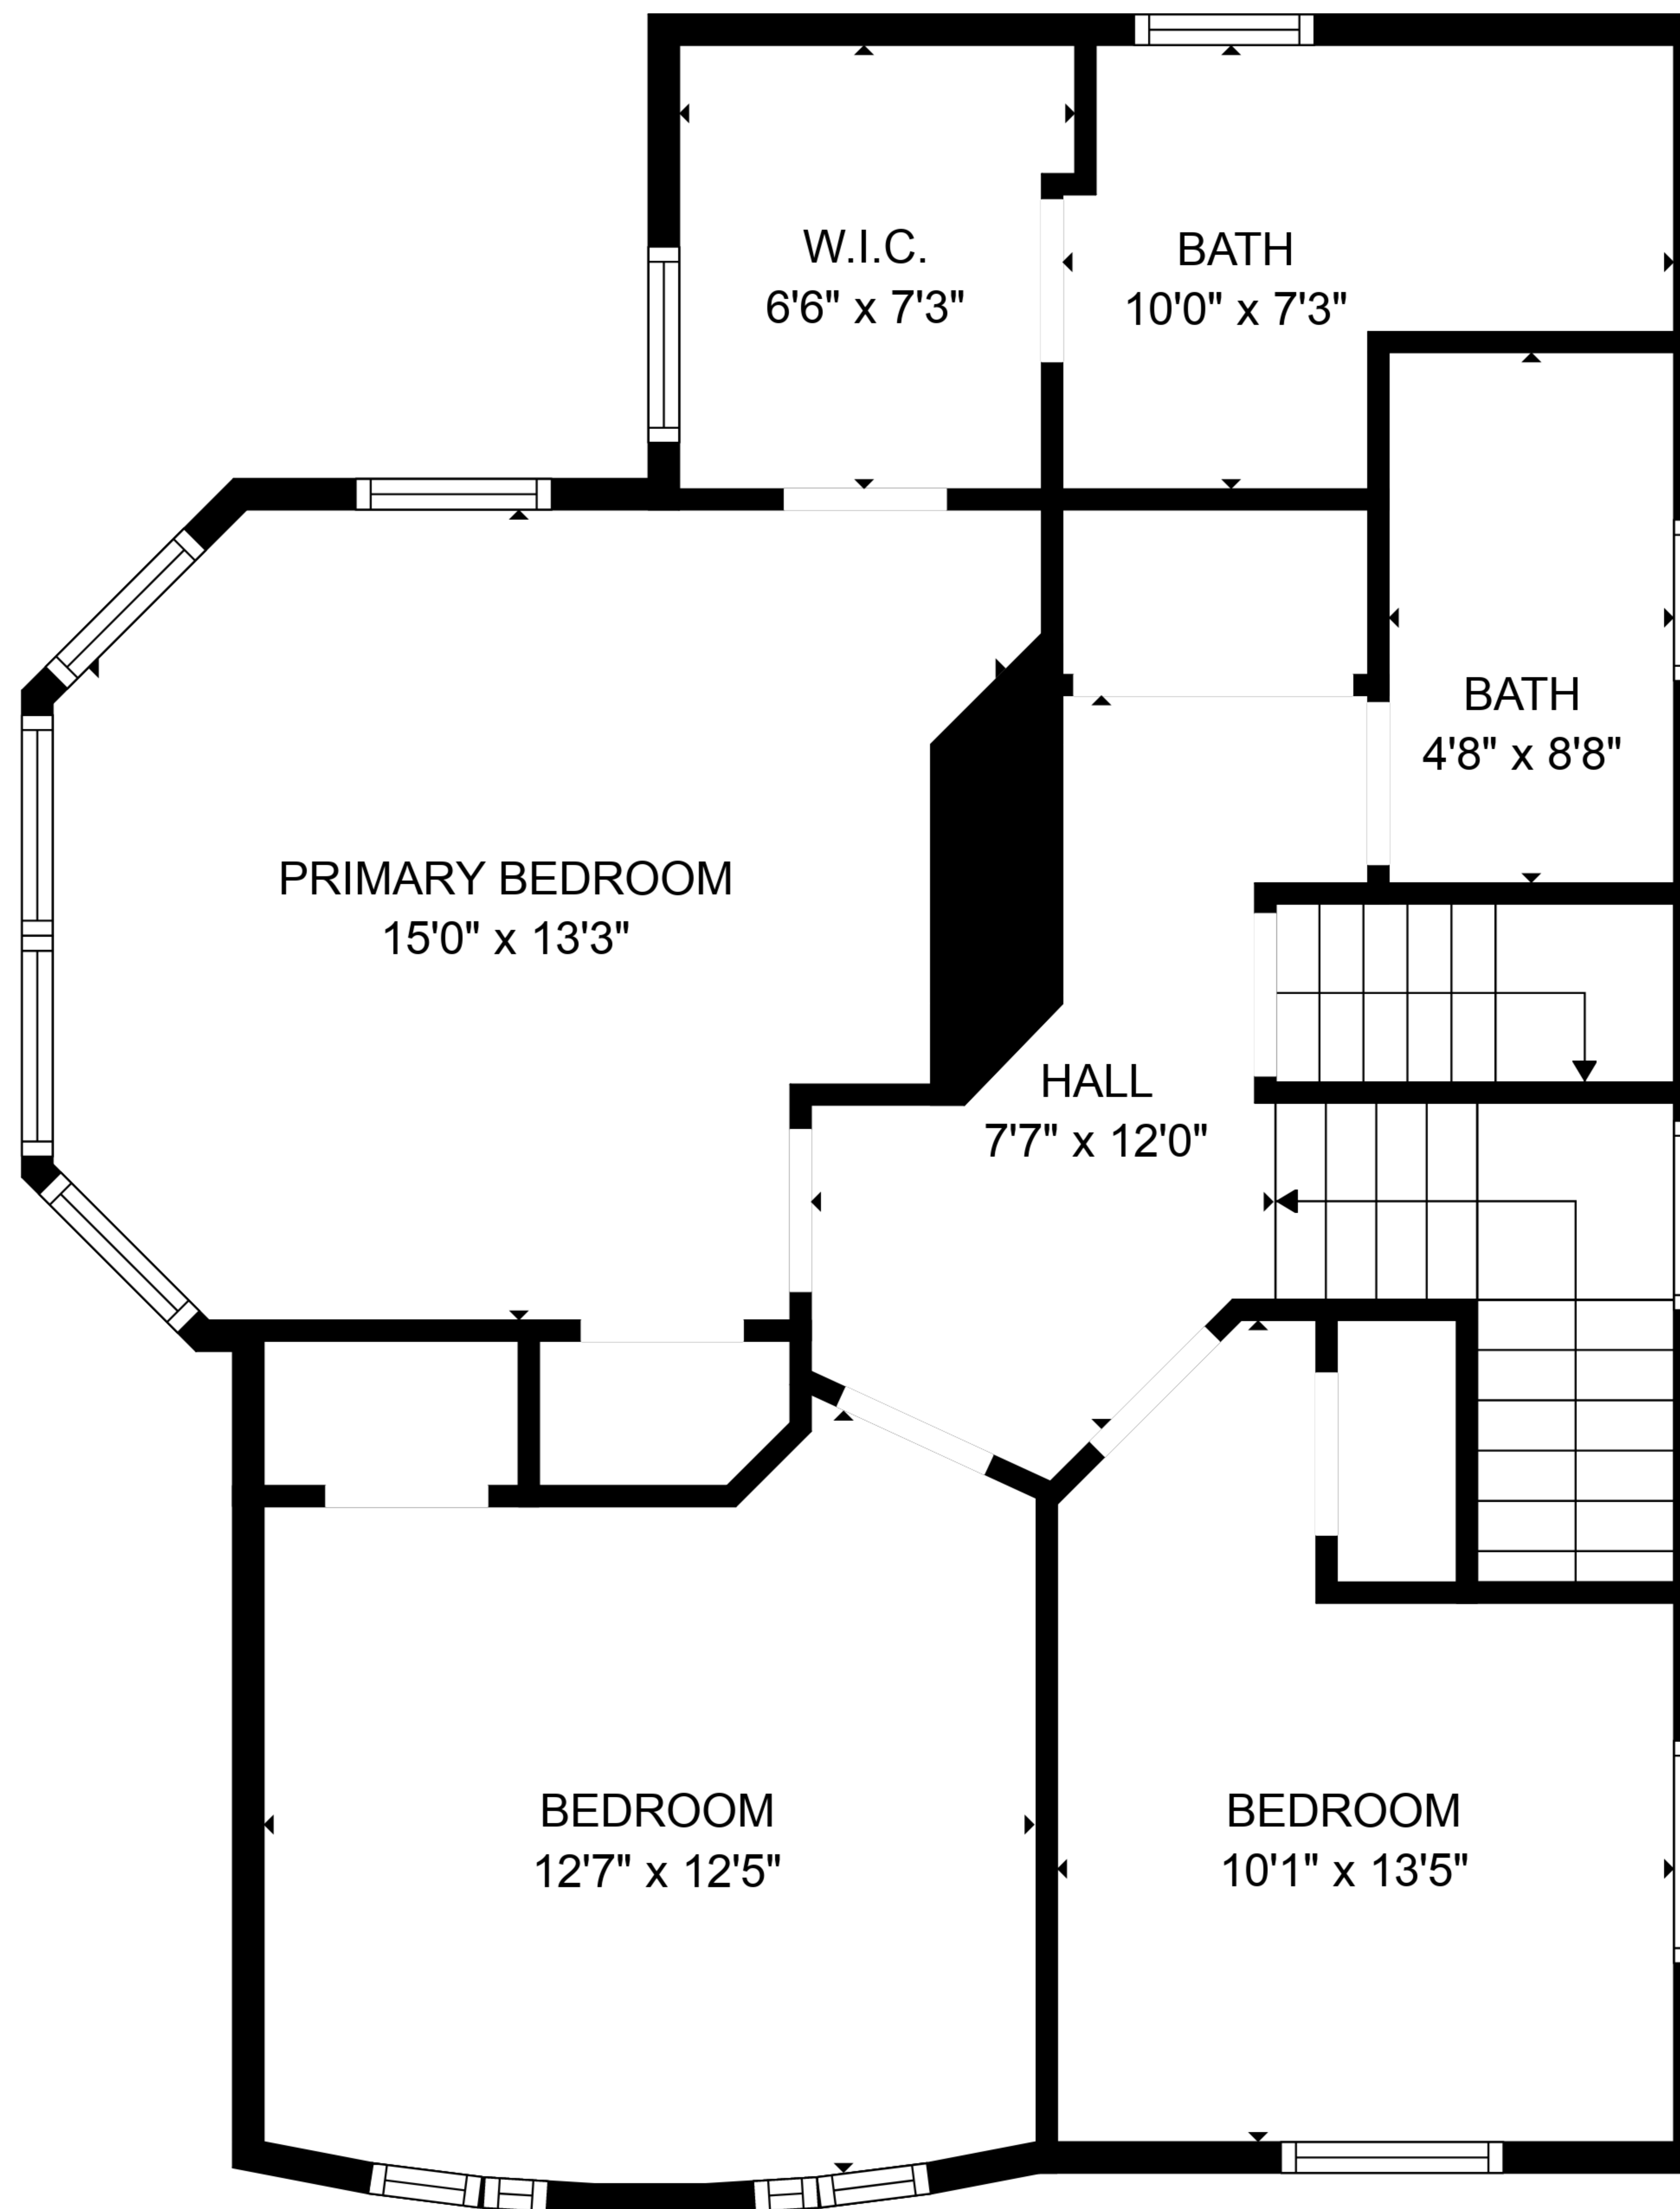 W.I.C.
6'6" x 7'3"
BATH
10'0" x 7'3"
BATH
4'8" x 8'8"
PRIMARY BEDROOM
15'0" x 13'3"
HALL
7'7" x 12'0"
BEDROOM
12'7" x 12'5"
BEDROOM
10'1" x 13'5"